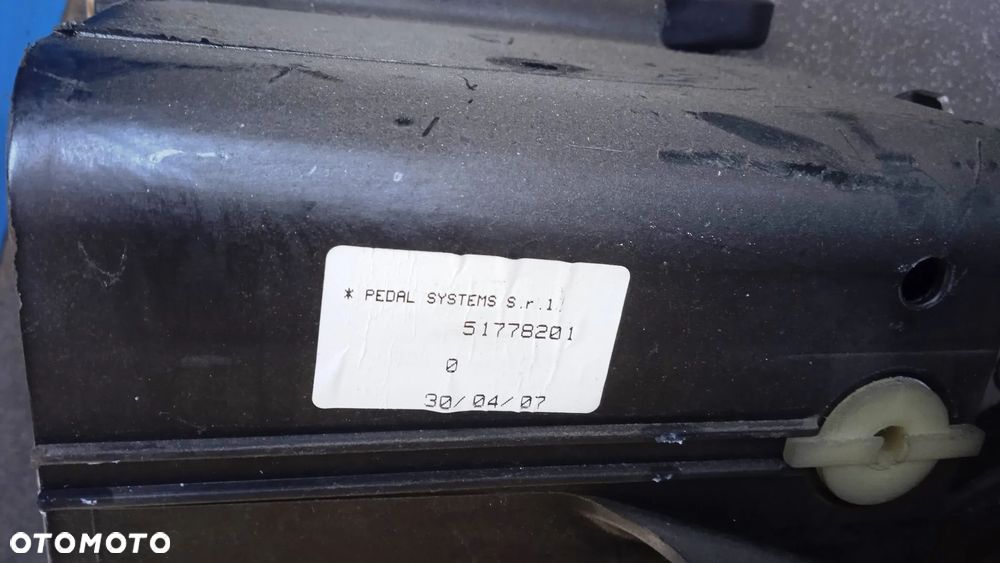 * PEDAL SYSTEMS S.r.l.
51778201
0
30/04/07
OTOMOTO